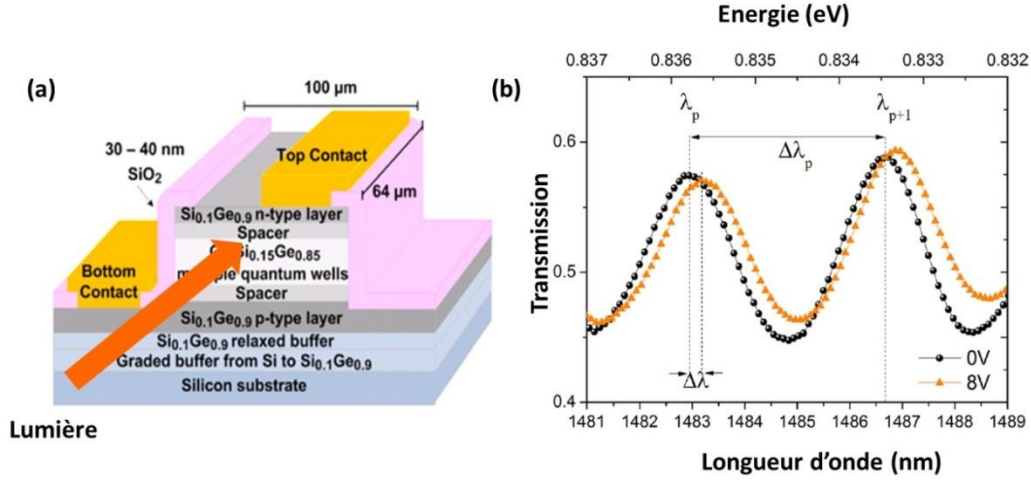 (a)
100 µm
30 – 40 nm
SiO2
Top Contact
64 µm
Si0.1Ge0.9 n-type layer
Spacer
Si0.15Ge0.85
quantum wells
Bottom
Contact
Spacer
Si0.1Ge0.9 p-type layer
Si0.1Ge0.9 relaxed buffer
Graded buffer from Si to Si0.1Ge0.9
Silicon substrate
Lumière
(b)
Energie (eV)
0.837 0.836 0.835 0.834 0.833 0.832
λp
λp+1
Δλp
Δλ
0.6
0.5
0.4
Transmission
0V
8V
1481 1482 1483 1484 1485 1486 1487 1488 1489
Longueur d’onde (nm)